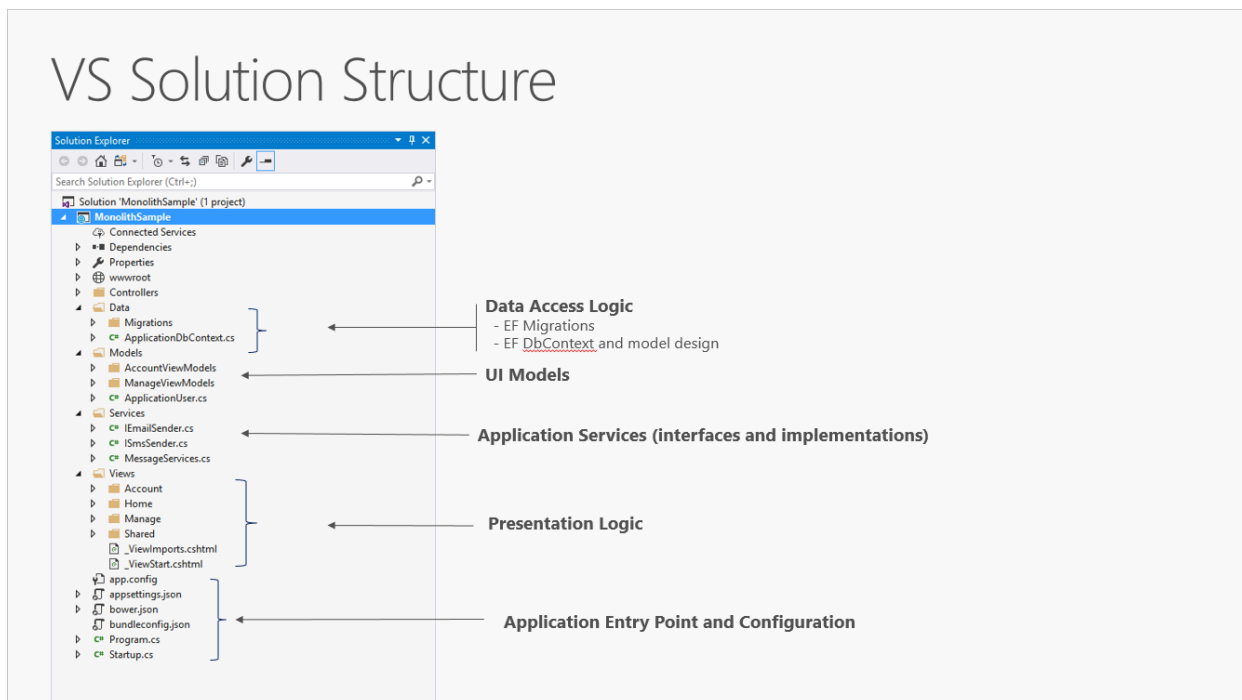 VS Solution Structure
Solution Explorer
Search Solution Explorer (Ctrl+;)
Solution 'MonolithSample' (1 project)
MonolithSample
Connected Services
Dependencies
Properties
wwwroot
Controllers
Data
Migrations
C# ApplicationDbContext.cs
Models
AccountViewModels
ManageViewModels
C# ApplicationUser.cs
Services
C# IEmailSender.cs
C# ISmsSender.cs
C# MessageServices.cs
Views
Account
Home
Manage
Shared
_ViewImports.cshtml
_ViewStart.cshtml
app.config
appsettings.json
bower.json
bundleconfig.json
C# Program.cs
C# Startup.cs
Data Access Logic
- EF Migrations
- EF DbContext and model design
UI Models
Application Services (interfaces and implementations)
Presentation Logic
Application Entry Point and Configuration